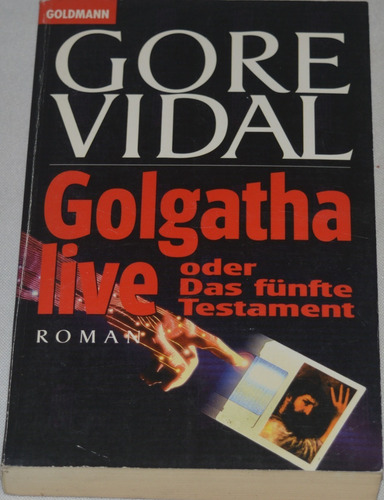 GOLDMANN
GORE
VIDAL
Golgatha
live
oder
Das fünfte
Testament
ROMAN